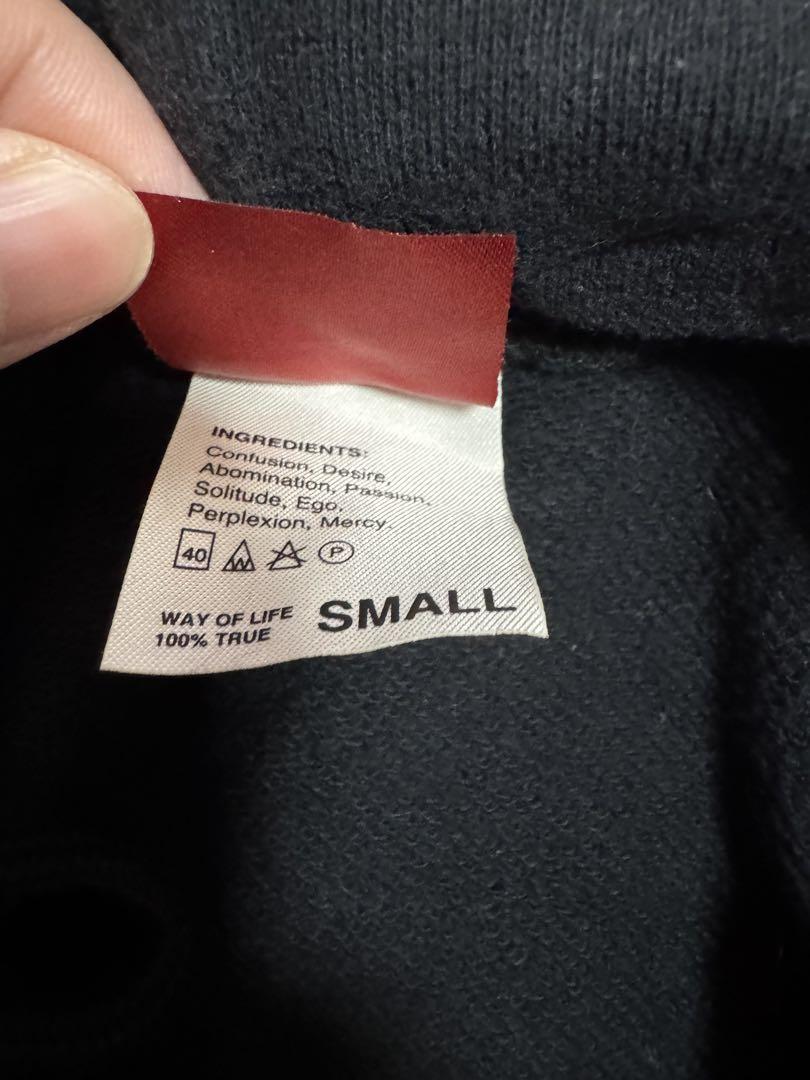 INGREDIENTS:
Confusion, Desire,
Abomination, Passion,
Solitude, Ego,
Perplexion, Mercy.
40 P
WAY OF LIFE SMALL
100% TRUE